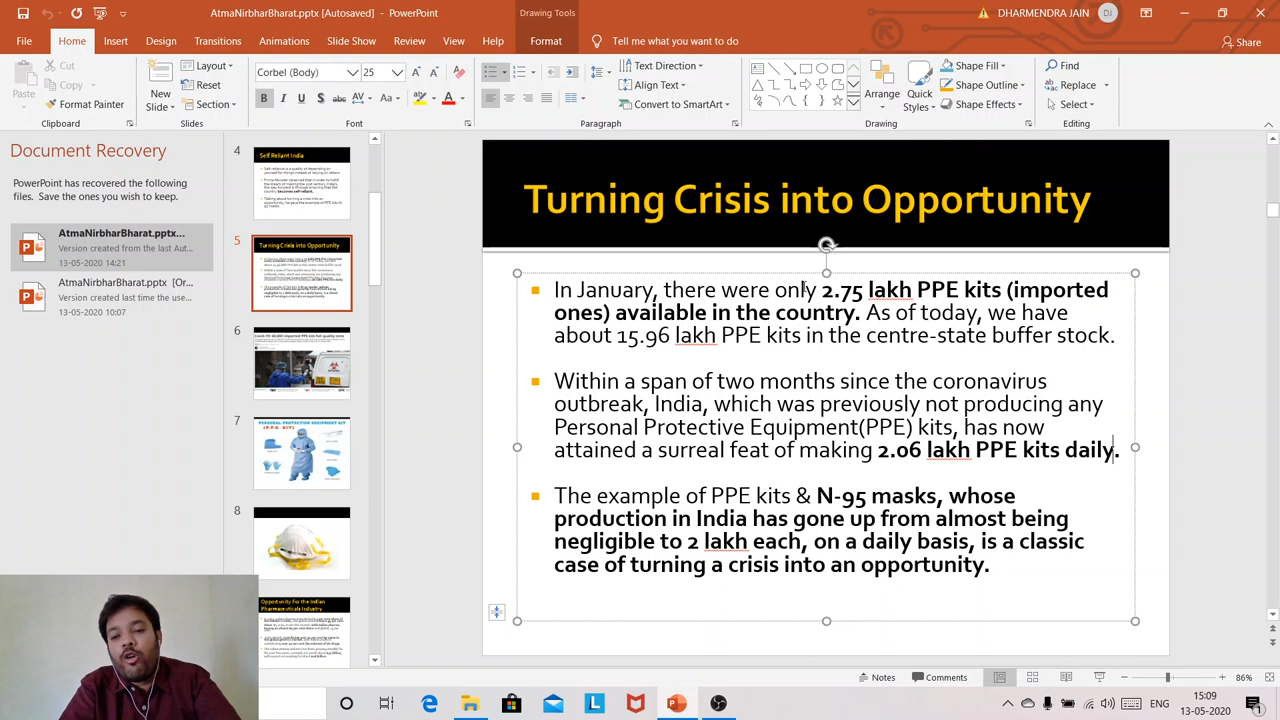 AtmaNirbharBharat.pptx [AutoRecovered] - PowerPoint
Drawing Tools
DHARMENDRA JAIN
DJ
File
Home
Insert
Design
Transitions
Animations
Slide Show
Review
View
Help
Format
Tell me what you want to do
Share
Paste
Cut
Copy
Format Painter
Clipboard
New
Slide
Layout
Reset
Section
Slides
Corbel (Body)
25
B I U S abc AV Aa
Font
Text Direction
Align Text
Convert to SmartArt
Paragraph
Arrange
Quick
Styles
Shape Fill
Shape Outline
Shape Effects
Drawing
Find
Replace
Select
Editing
Document Recovery
has recovered the following
the ones you wish to keep.
AtmaNirbharBharat.pptx...
Version created from the last Aut...
13-05-2020 14:21
AtmaNirbharBharat.pptx [Or...
Version created last time the use...
13-05-2020 10:07
4
Self Reliant India
5
Turning Crisis into Opportunity
6
7
PERSONAL PROTECTION EQUIPMENT KIT
(P.P.E. KIT)
8
Opportunity For the Indian
Pharmaceuticals Industry
Turning Crisis into Opportunity
In January, there were only 2.75 lakh PPE kits (imported
ones) available in the country. As of today, we have
about 15.96 lakh PPE kits in the centre-state buffer stock.
Within a span of two months since the coronavirus
outbreak, India, which was previously not producing any
Personal Protective Equipment(PPE) kits, has now
attained a surreal feat of making 2.06 lakh PPE kits daily.
The example of PPE kits & N-95 masks, whose
production in India has gone up from almost being
negligible to 2 lakh each, on a daily basis, is a classic
case of turning a crisis into an opportunity.
Notes
Comments
86%
ENG
15:09
13-05-2020